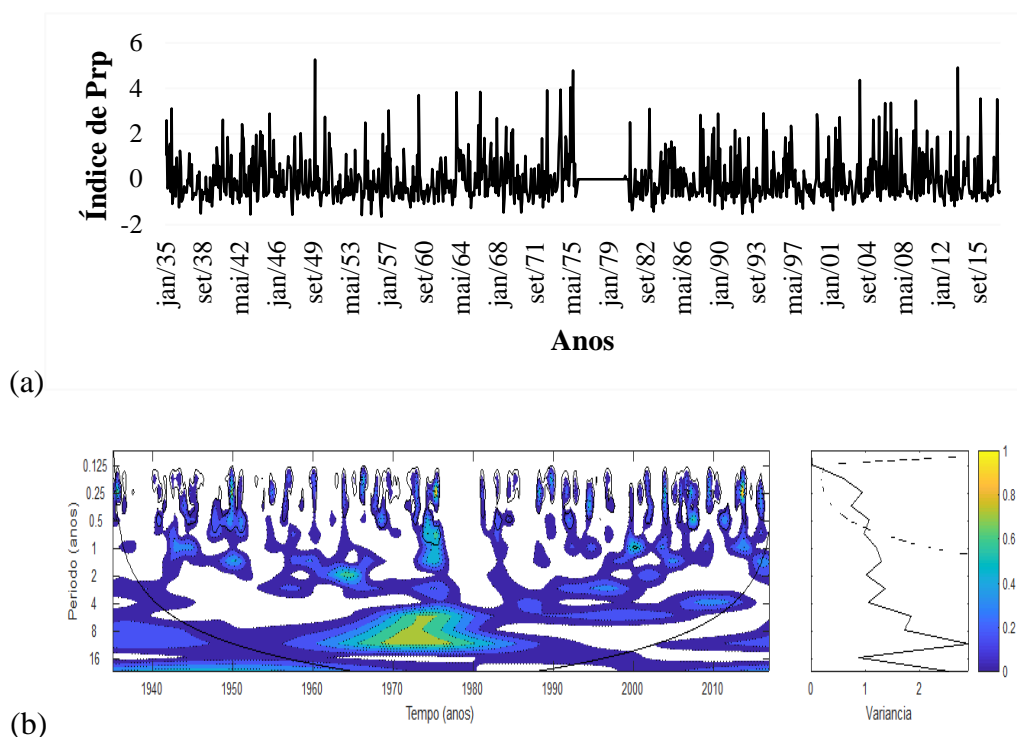 Índice de Prp
6
4
2
0
-2
jan/35
set/38
mai/42
jan/46
set/49
mai/53
jan/57
set/60
mai/64
jan/68
set/71
mai/75
jan/79
set/82
mai/86
jan/90
set/93
mai/97
jan/01
set/04
mai/08
jan/12
set/15
Anos
(a)
Periodo (anos)
0.125
0.25
0.5
1
2
4
8
16
1940
1950
1960
1970
1980
1990
2000
2010
Tempo (anos)
0
1
2
Variancia
1
0.8
0.6
0.4
0.2
0
(b)